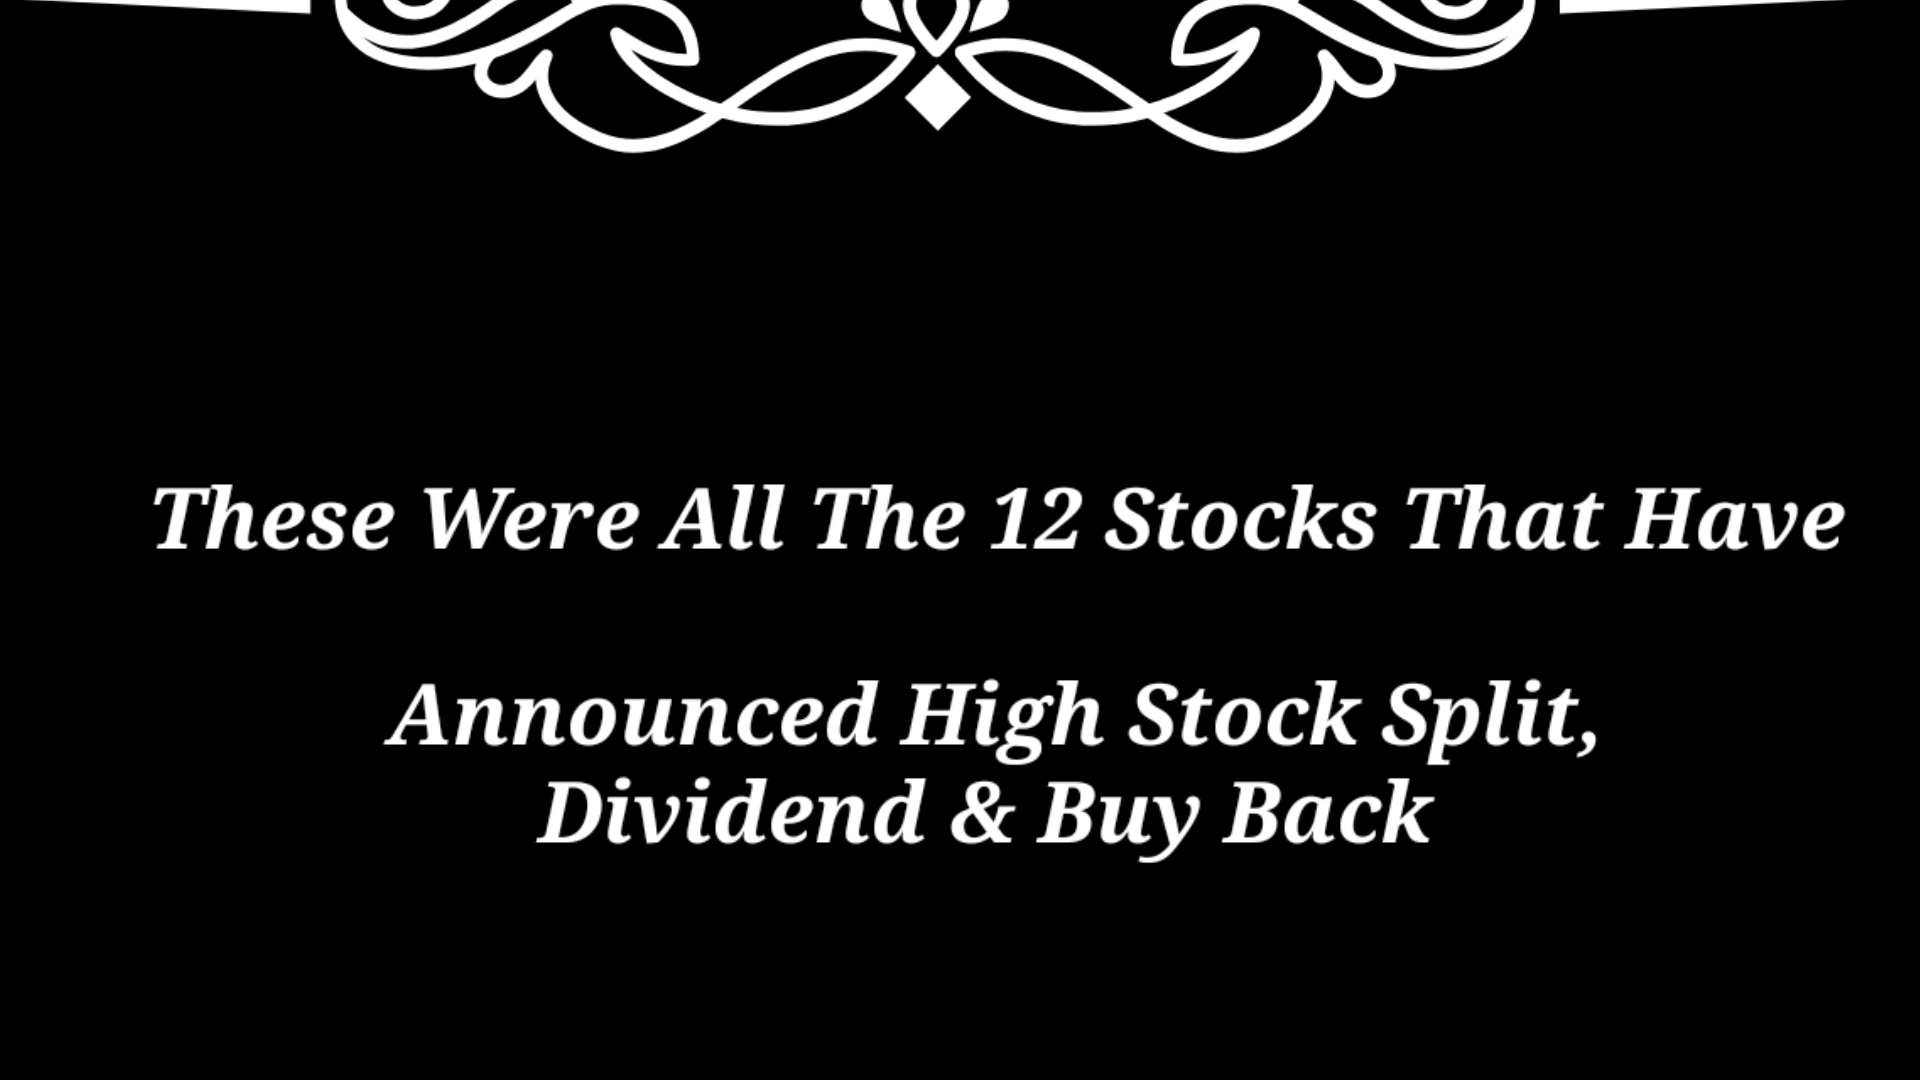 These Were All The 12 Stocks That Have
Announced High Stock Split,
Dividend & Buy Back